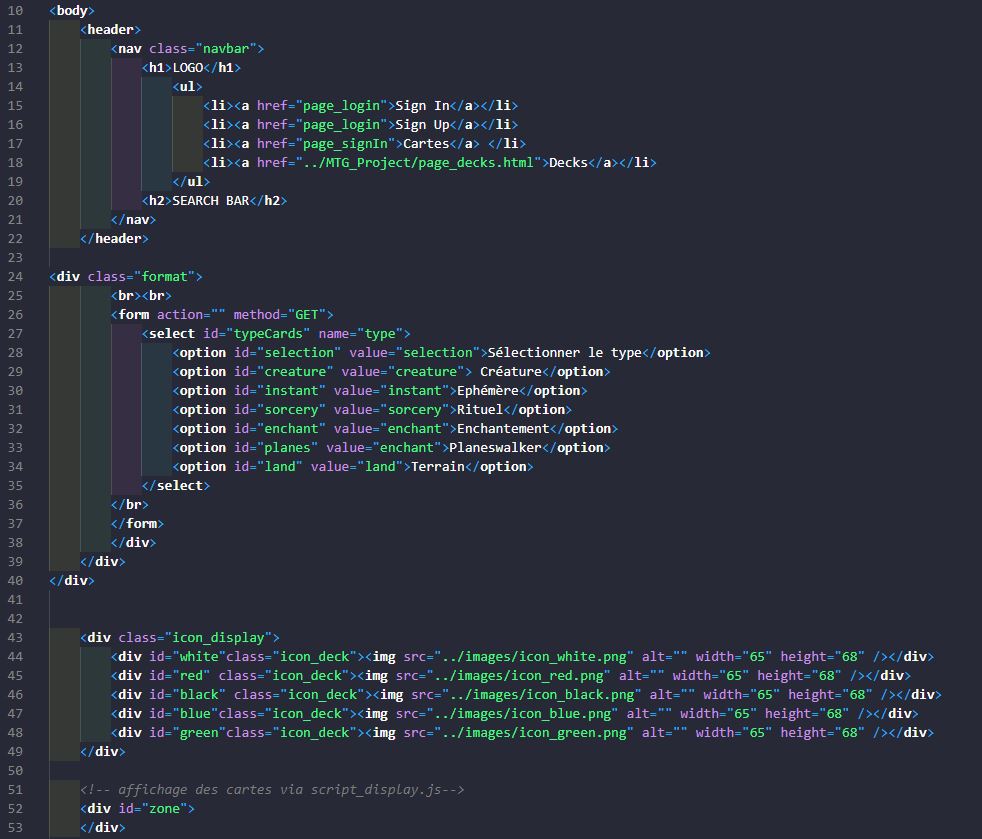 10 <body>
11 <header>
12 <nav class="navbar">
13 <h1>LOGO</h1>
14 <ul>
15 <li><a href="page_login">Sign In</a></li>
16 <li><a href="page_login">Sign Up</a></li>
17 <li><a href="page_signIn">Cartes</a> </li>
18 <li><a href="../MTG_Project/page_decks.html">Decks</a></li>
19 </ul>
20 <h2>SEARCH BAR</h2>
21 </nav>
22 </header>
23
24 <div class="format">
25 <br><br>
26 <form action="" method="GET">
27 <select id="typeCards" name="type">
28 <option id="selection" value="selection">Sélectionner le type</option>
29 <option id="creature" value="creature"> Créature</option>
30 <option id="instant" value="instant">Ephémère</option>
31 <option id="sorcery" value="sorcery">Rituel</option>
32 <option id="enchant" value="enchant">Enchantement</option>
33 <option id="planes" value="enchant">Planeswalker</option>
34 <option id="land" value="land">Terrain</option>
35 </select>
36 </br>
37 </form>
38 </div>
39 </div>
40 </div>
41
42
43 <div class="icon_display">
44 <div id="white"class="icon_deck"><img src="../images/icon_white.png" alt="" width="65" height="68" /></div>
45 <div id="red" class="icon_deck"><img src="../images/icon_red.png" alt="" width="65" height="68" /></div>
46 <div id="black" class="icon_deck"><img src="../images/icon_black.png" alt="" width="65" height="68" /></div>
47 <div id="blue"class="icon_deck"><img src="../images/icon_blue.png" alt="" width="65" height="68" /></div>
48 <div id="green"class="icon_deck"><img src="../images/icon_green.png" alt="" width="65" height="68" /></div>
49 </div>
50
51 <!-- affichage des cartes via script_display.js-->
52 <div id="zone">
53 </div>